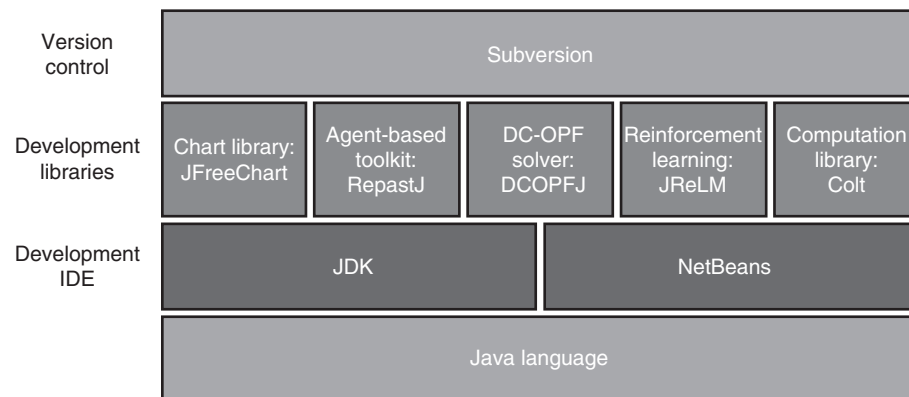 Version
control
Subversion
Development
libraries
Chart library:
JFreeChart
Agent-based
toolkit:
RepastJ
DC-OPF
solver:
DCOPFJ
Reinforcement
learning:
JReLM
Computation
library:
Colt
Development
IDE
JDK
NetBeans
Java language